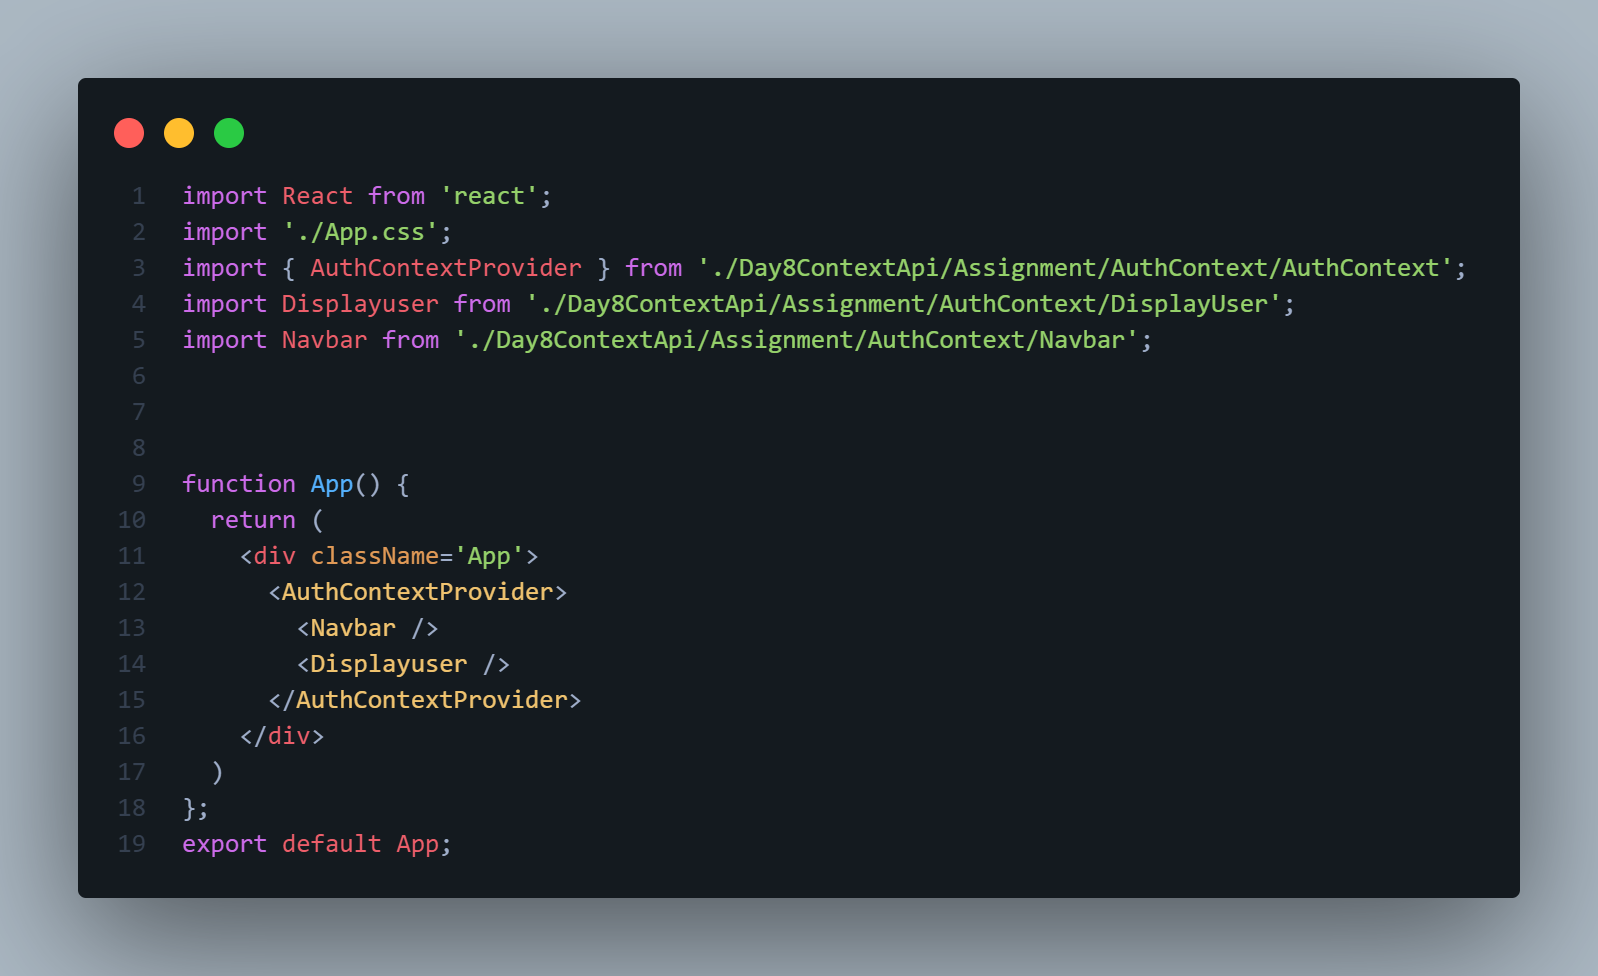 1 import React from 'react';
2 import './App.css';
3 import { AuthContextProvider } from './Day8ContextApi/Assignment/AuthContext/AuthContext';
4 import Displayuser from './Day8ContextApi/Assignment/AuthContext/DisplayUser';
5 import Navbar from './Day8ContextApi/Assignment/AuthContext/Navbar';
6
7
8
9 function App() {
10   return (
11     <div className='App'>
12       <AuthContextProvider>
13         <Navbar />
14         <Displayuser />
15       </AuthContextProvider>
16     </div>
17   )
18 };
19 export default App;